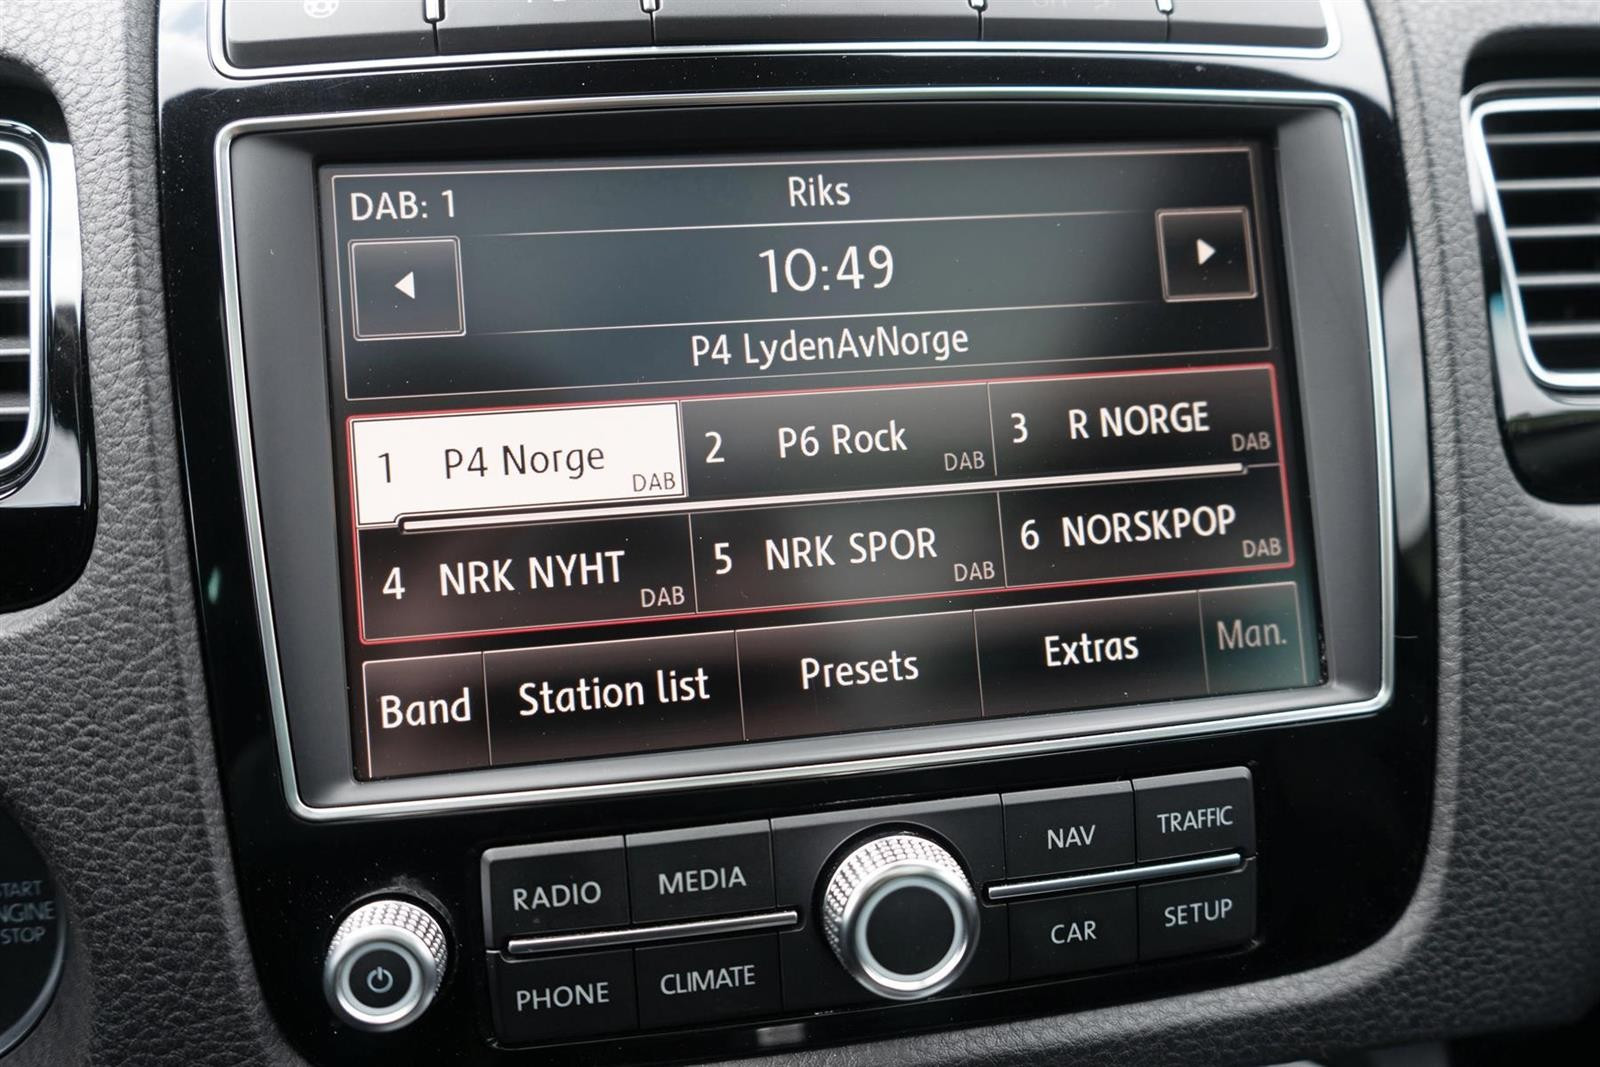 DAB: 1
Riks
10:49
P4 LydenAvNorge
1 P4 Norge DAB
2 P6 Rock DAB
3 R NORGE DAB
4 NRK NYHT DAB
5 NRK SPOR DAB
6 NORSKPOP DAB
Band
Station list
Presets
Extras
Man.
RADIO
MEDIA
NAV
TRAFFIC
PHONE
CLIMATE
CAR
SETUP
STOP